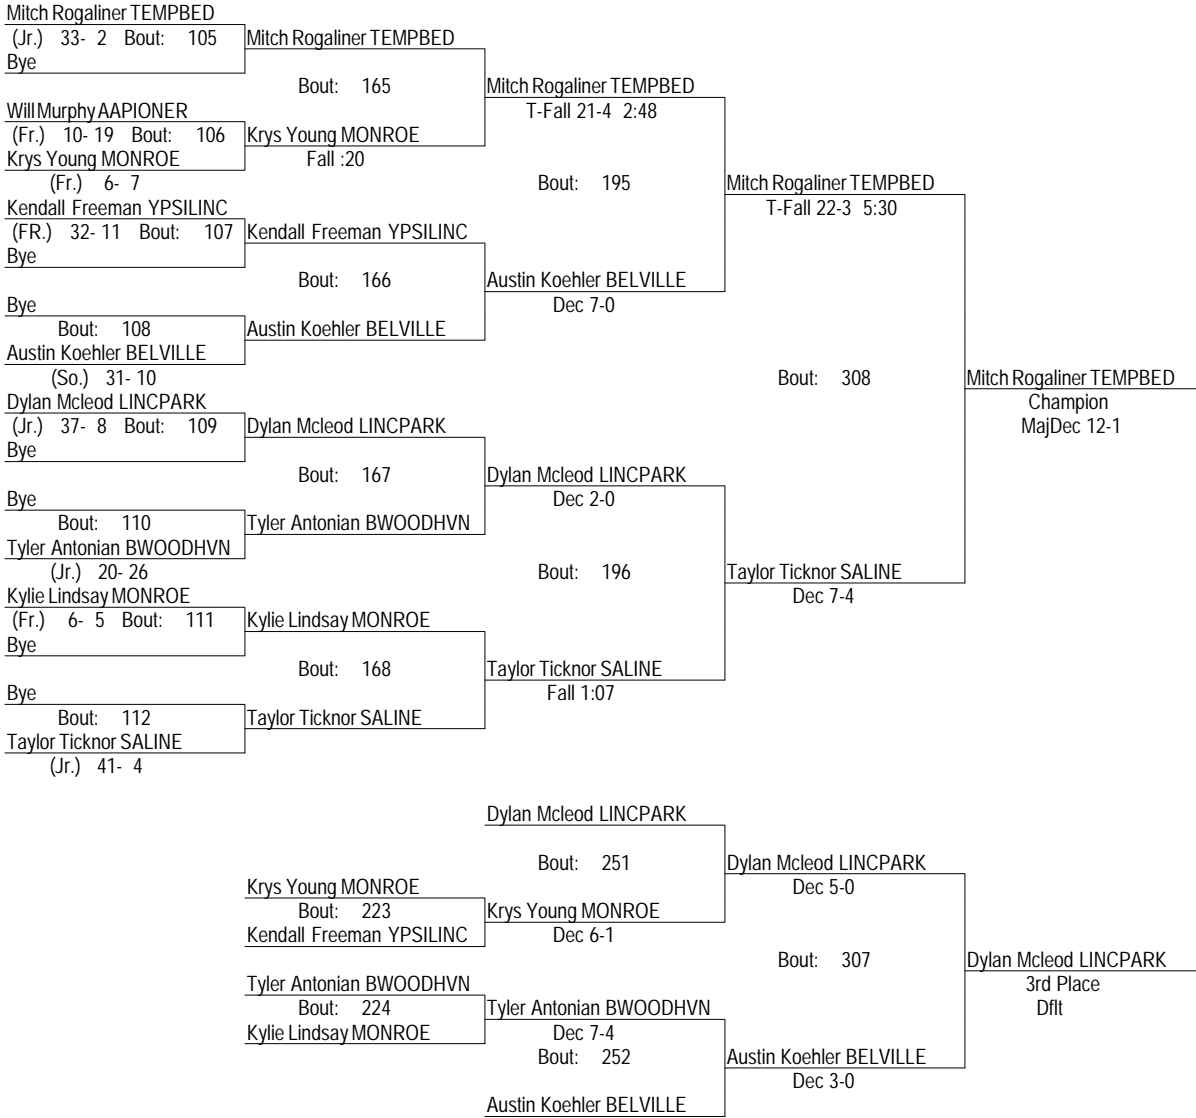 Mitch Rogaliner TEMPBED
(Jr.) 33- 2 Bout: 105
Bye
Mitch Rogaliner TEMPBED
Bout: 165
Will Murphy AAPIONER
(Fr.) 10- 19 Bout: 106
Krys Young MONROE
(Fr.) 6- 7
Krys Young MONROE
Fall :20
Mitch Rogaliner TEMPBED
T-Fall 21-4 2:48
Bout: 195
Kendall Freeman YPSILINC
(FR.) 32- 11 Bout: 107
Bye
Kendall Freeman YPSILINC
Bout: 166
Bye
Bout: 108
Austin Koehler BELVILLE
(So.) 31- 10
Austin Koehler BELVILLE
Austin Koehler BELVILLE
Dec 7-0
Mitch Rogaliner TEMPBED
T-Fall 22-3 5:30
Bout: 308
Mitch Rogaliner TEMPBED
Champion
MajDec 12-1
Dylan Mcleod LINCPARK
(Jr.) 37- 8 Bout: 109
Bye
Dylan Mcleod LINCPARK
Bout: 167
Bye
Bout: 110
Tyler Antonian BWOODHVN
(Jr.) 20- 26
Tyler Antonian BWOODHVN
Dylan Mcleod LINCPARK
Dec 2-0
Bout: 196
Kylie Lindsay MONROE
(Fr.) 6- 5 Bout: 111
Bye
Kylie Lindsay MONROE
Bout: 168
Bye
Bout: 112
Taylor Ticknor SALINE
(Jr.) 41- 4
Taylor Ticknor SALINE
Taylor Ticknor SALINE
Fall 1:07
Taylor Ticknor SALINE
Dec 7-4
Dylan Mcleod LINCPARK
Bout: 251
Krys Young MONROE
Bout: 223
Kendall Freeman YPSILINC
Krys Young MONROE
Dec 6-1
Dylan Mcleod LINCPARK
Dec 5-0
Bout: 307
Dylan Mcleod LINCPARK
3rd Place
Dflt
Tyler Antonian BWOODHVN
Bout: 224
Kylie Lindsay MONROE
Tyler Antonian BWOODHVN
Dec 7-4
Bout: 252
Austin Koehler BELVILLE
Austin Koehler BELVILLE
Dec 3-0